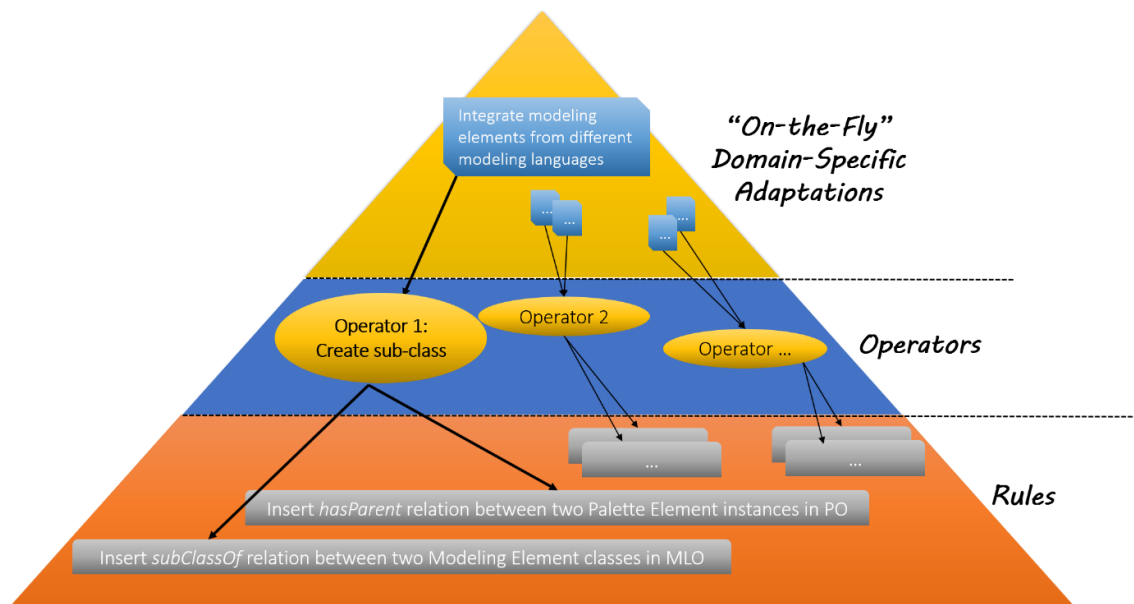 Integrate modeling
elements from different
modeling languages
“On-the-Fly”
Domain-Specific
Adaptations
...
...
...
...
Operator 1:
Create sub-class
Operator 2
Operator ...
Operators
...
...
Insert hasParent relation between two Palette Element instances in PO
Rules
Insert subClassOf relation between two Modeling Element classes in MLO